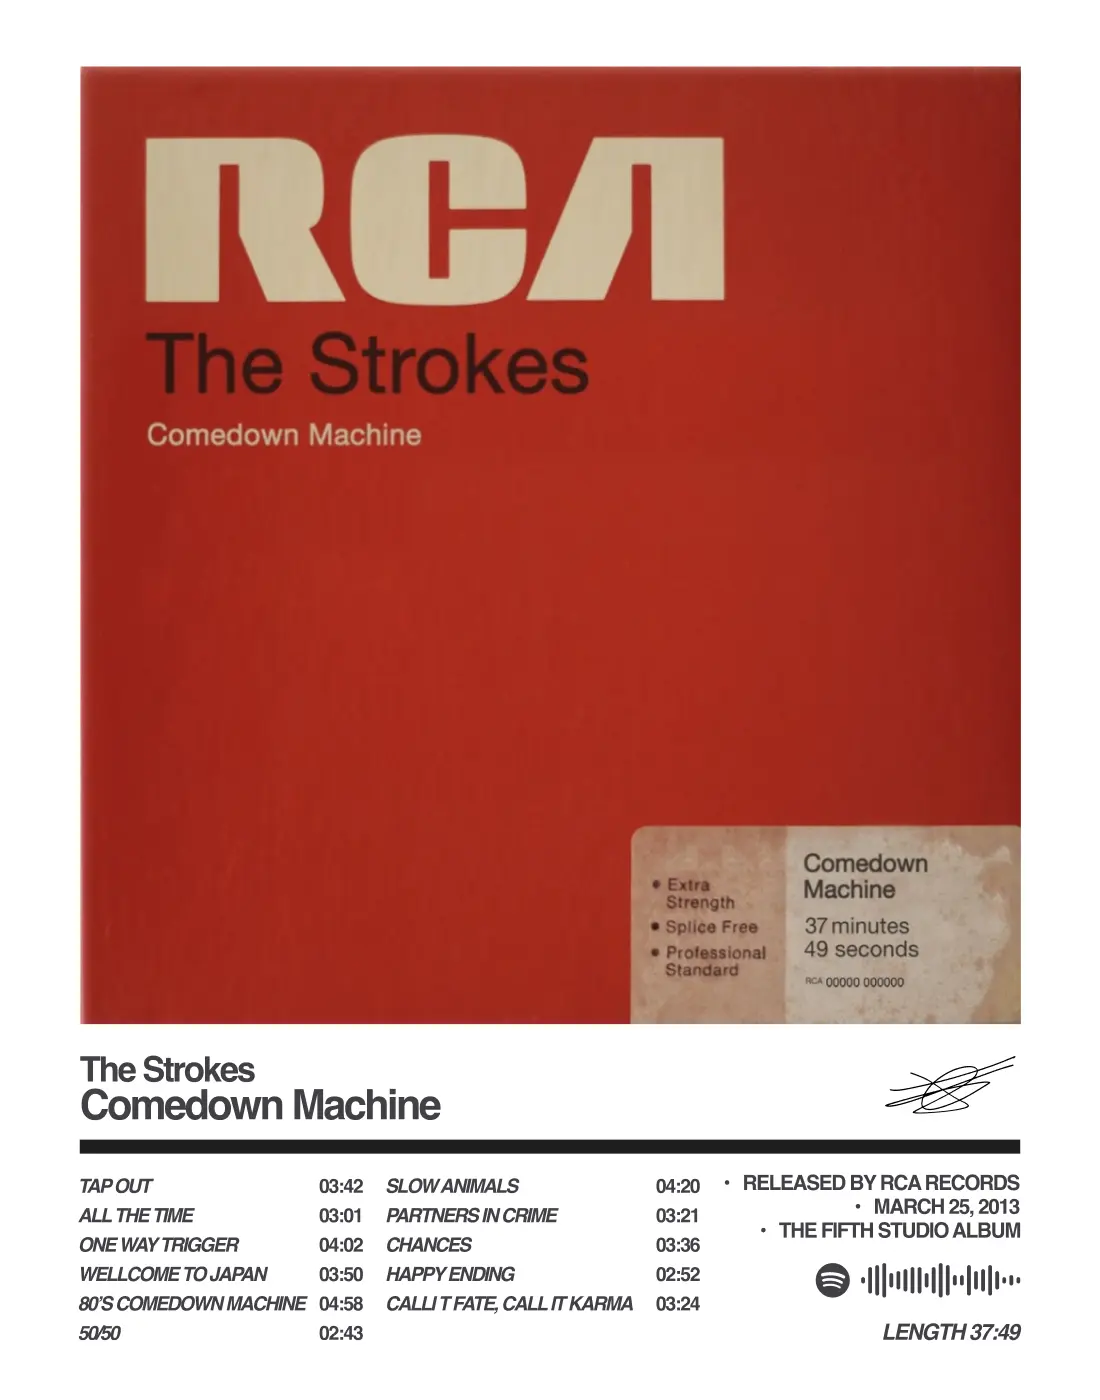 RCA
The Strokes
Comedown Machine
• Extra
Strength
• Splice Free
• Professional
Standard
Comedown
Machine
37 minutes
49 seconds
RCA 00000 000000
The Strokes
Comedown Machine
TAP OUT 03:42
ALL THE TIME 03:01
ONE WAY TRIGGER 04:02
WELLCOME TO JAPAN 03:50
80'S COMEDOWN MACHINE 04:58
50/50 02:43
SLOW ANIMALS 04:20
PARTNERS IN CRIME 03:21
CHANCES 03:36
HAPPY ENDING 02:52
CALLI T FATE, CALL IT KARMA 03:24
• RELEASED BY RCA RECORDS
• MARCH 25, 2013
• THE FIFTH STUDIO ALBUM
LENGTH 37:49